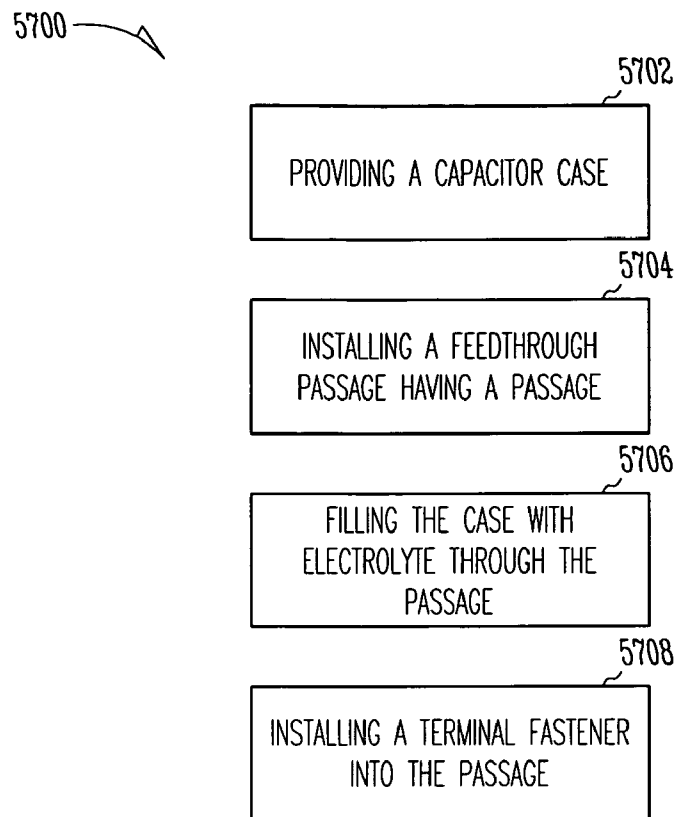 5700
5702
PROVIDING A CAPACITOR CASE
5704
INSTALLING A FEEDTHROUGH
PASSAGE HAVING A PASSAGE
5706
FILLING THE CASE WITH
ELECTROLYTE THROUGH THE
PASSAGE
5708
INSTALLING A TERMINAL FASTENER
INTO THE PASSAGE